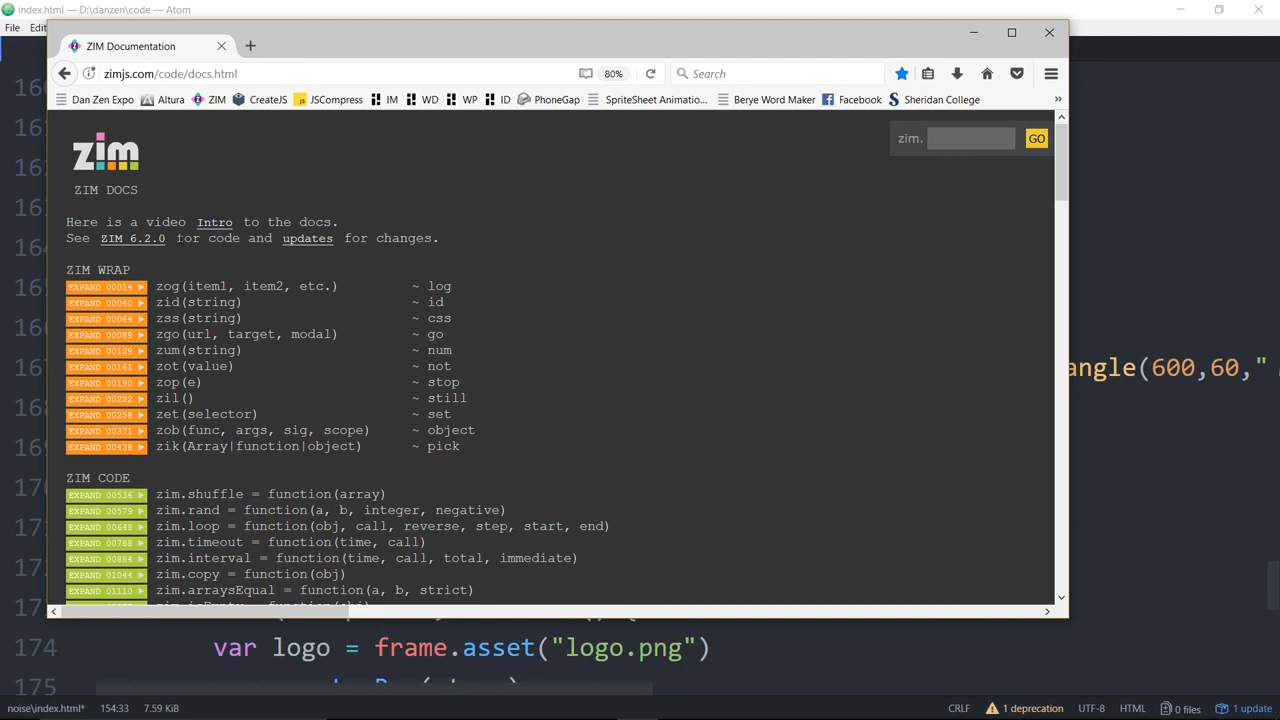 index.html — D:\danzen\code — Atom
File Edit
ZIM Documentation
zimjs.com/code/docs.html
80%
Search
Dan Zen Expo
Altura
ZIM
CreateJS
JSCompress
IM
WD
WP
ID
PhoneGap
SpriteSheet Animatio...
Berye Word Maker
Facebook
Sheridan College
zim
zim.
GO
ZIM DOCS
Here is a video Intro to the docs.
See ZIM 6.2.0 for code and updates for changes.
ZIM WRAP
EXPAND 00014 zog(item1, item2, etc.) ~ log
EXPAND 00040 zid(string) ~ id
EXPAND 00064 zss(string) ~ css
EXPAND 00089 zgo(url, target, modal) ~ go
EXPAND 00129 zum(string) ~ num
EXPAND 00161 zot(value) ~ not
EXPAND 00190 zop(e) ~ stop
EXPAND 00222 zil() ~ still
EXPAND 00258 zet(selector) ~ set
EXPAND 00371 zob(func, args, sig, scope) ~ object
EXPAND 00438 zik(Array|function|object) ~ pick
ZIM CODE
EXPAND 00536 zim.shuffle = function(array)
EXPAND 00579 zim.rand = function(a, b, integer, negative)
EXPAND 00648 zim.loop = function(obj, call, reverse, step, start, end)
EXPAND 00788 zim.timeout = function(time, call)
EXPAND 00884 zim.interval = function(time, call, total, immediate)
EXPAND 01044 zim.copy = function(obj)
EXPAND 01110 zim.arraysEqual = function(a, b, strict)
angle(600,60,"
174 var logo = frame.asset("logo.png")
175
noise\index.html* 154:33 7.59 KiB
CRLF
1 deprecation
UTF-8
HTML
0 files
1 update